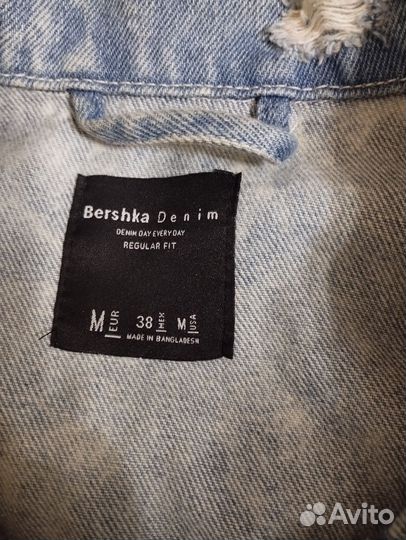 Bershka Denim
DENIM DAY EVERY DAY
REGULAR FIT
M EUR 38 MEX M USA
MADE IN BANGLADESH
Avito